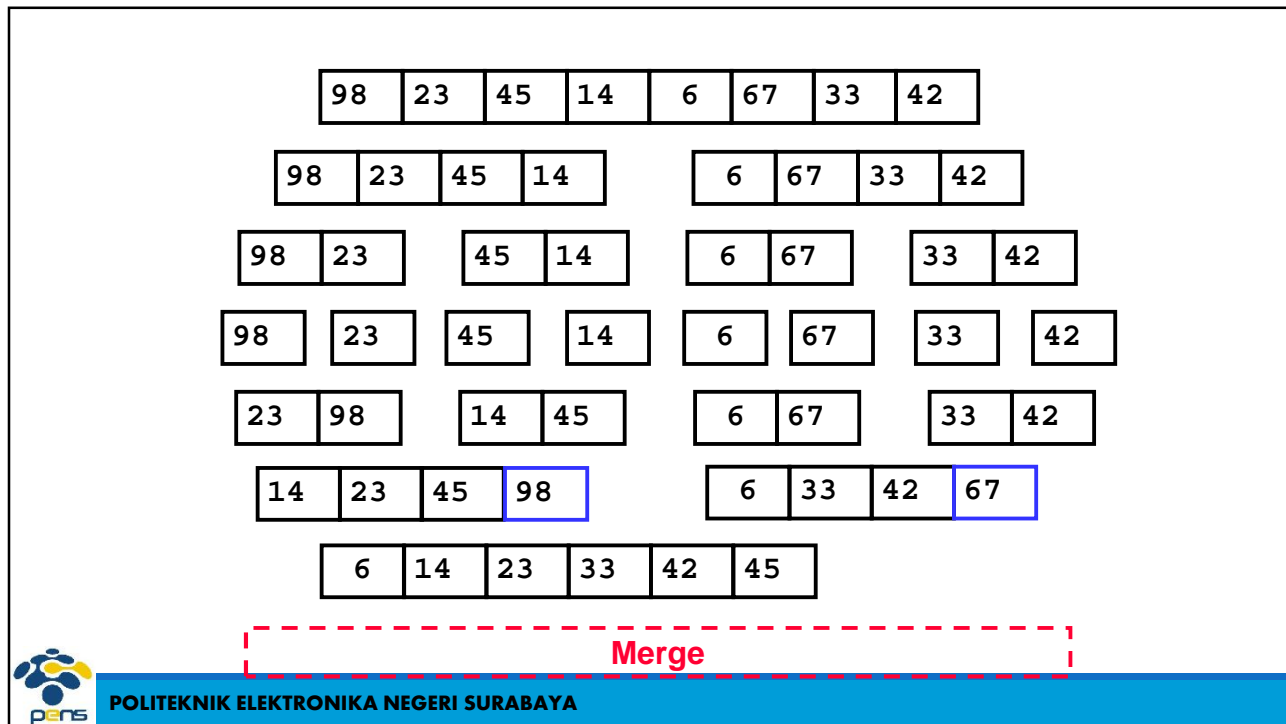 98 23 45 14 6 67 33 42
98 23 45 14 6 67 33 42
98 23 45 14 6 67 33 42
98 23 45 14 6 67 33 42
23 98 14 45 6 67 33 42
14 23 45 98 6 33 42 67
6 14 23 33 42 45
Merge
pens
POLITEKNIK ELEKTRONIKA NEGERI SURABAYA